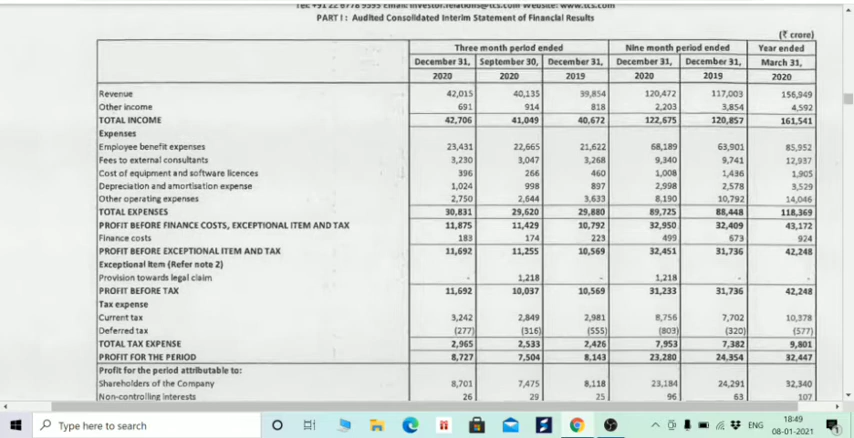 PART I : Audited Consolidated Interim Statement of Financial Results
(₹ crore)
Three month period ended Nine month period ended Year ended
December 31, September 30, December 31, December 31, December 31, March 31,
2020 2020 2019 2020 2019 2020
Revenue 42,015 40,135 39,854 120,472 117,003 156,949
Other income 691 914 818 2,203 3,854 4,592
TOTAL INCOME 42,706 41,049 40,672 122,675 120,857 161,541
Expenses
Employee benefit expenses 23,431 22,665 21,622 68,189 63,901 85,952
Fees to external consultants 3,230 3,047 3,268 9,340 9,741 12,937
Cost of equipment and software licences 396 266 460 1,008 1,436 1,905
Depreciation and amortisation expense 1,024 998 897 2,998 2,578 3,529
Other operating expenses 2,750 2,644 3,633 8,190 10,792 14,046
TOTAL EXPENSES 30,831 29,620 29,880 89,725 88,448 118,369
PROFIT BEFORE FINANCE COSTS, EXCEPTIONAL ITEM AND TAX 11,875 11,429 10,792 32,950 32,409 43,172
Finance costs 183 174 223 499 673 924
PROFIT BEFORE EXCEPTIONAL ITEM AND TAX 11,692 11,255 10,569 32,451 31,736 42,248
Exceptional Item (Refer note 2)
Provision towards legal claim - 1,218 - 1,218 - -
PROFIT BEFORE TAX 11,692 10,037 10,569 31,233 31,736 42,248
Tax expense
Current tax 3,242 2,849 2,981 8,756 7,702 10,378
Deferred tax (277) (316) (555) (803) (320) (577)
TOTAL TAX EXPENSE 2,965 2,533 2,426 7,953 7,382 9,801
PROFIT FOR THE PERIOD 8,727 7,504 8,143 23,280 24,354 32,447
Profit for the period attributable to:
Shareholders of the Company 8,701 7,475 8,118 23,184 24,291 32,340
Non-controlling interests 26 29 25 96 63 107
Type here to search
ENG
18:49
08-01-2021